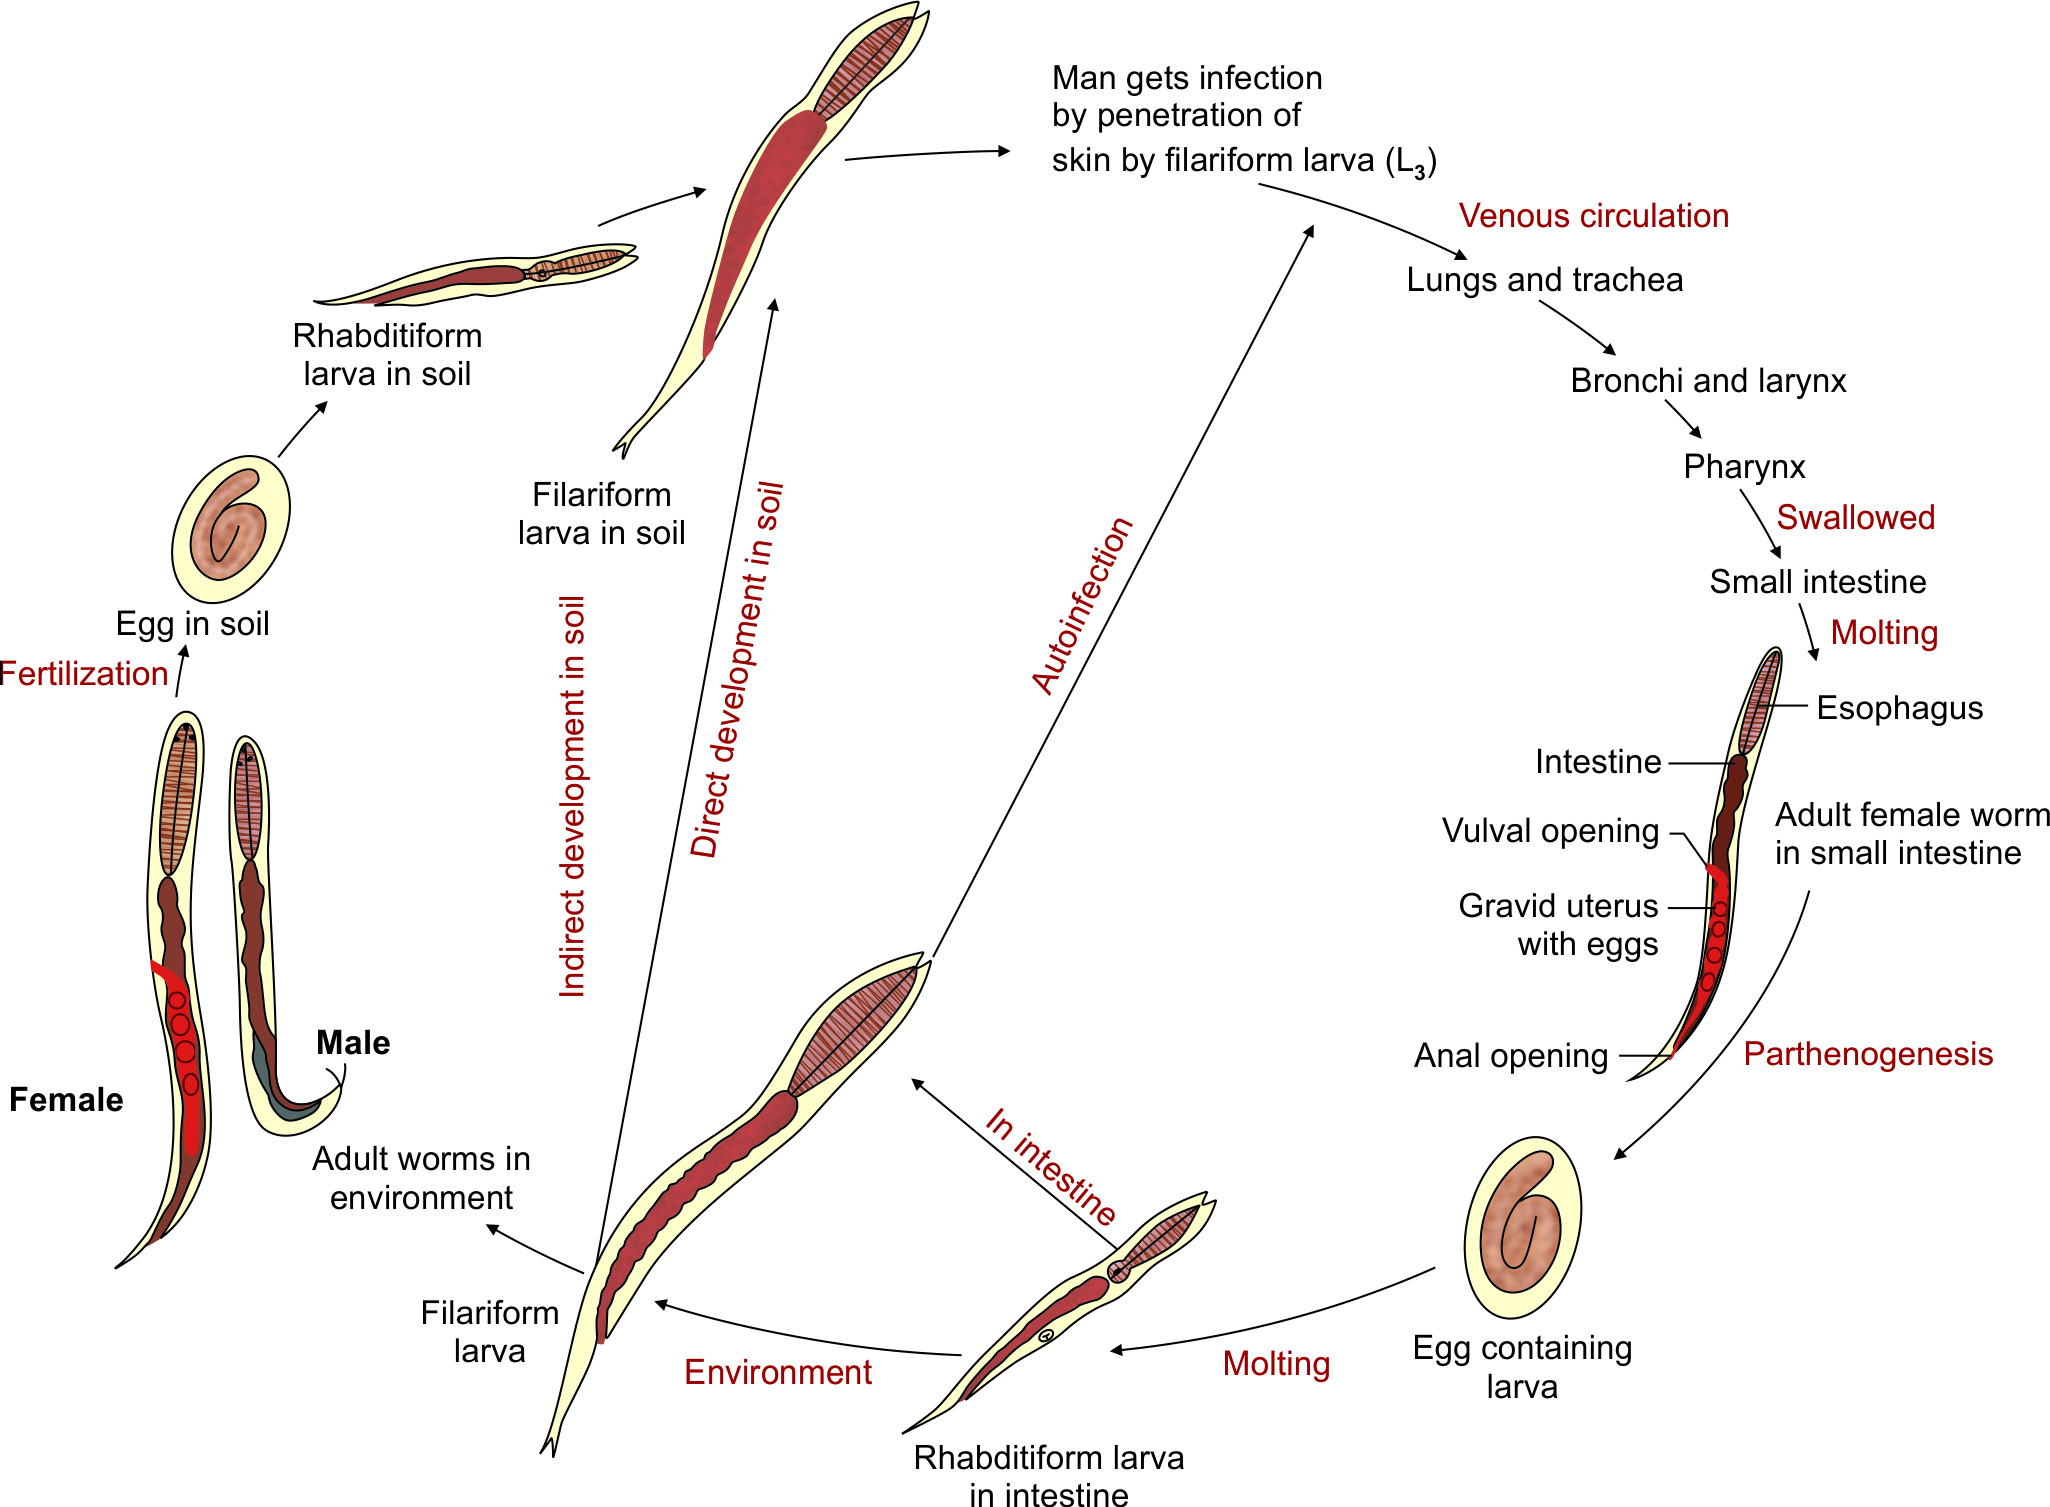 Man gets infection
by penetration of
skin by filariform larva (L₃)
Venous circulation
Lungs and trachea
Bronchi and larynx
Pharynx
Swallowed
Small intestine
Molting
Esophagus
Intestine
Vulval opening
Gravid uterus
with eggs
Anal opening
Adult female worm
in small intestine
Parthenogenesis
Egg containing
larva
Molting
Rhabditiform larva
in intestine
In intestine
Environment
Filariform
larva
Autoinfection
Direct development in soil
Indirect development in soil
Adult worms in
environment
Male
Female
Fertilization
Egg in soil
Rhabditiform
larva in soil
Filariform
larva in soil